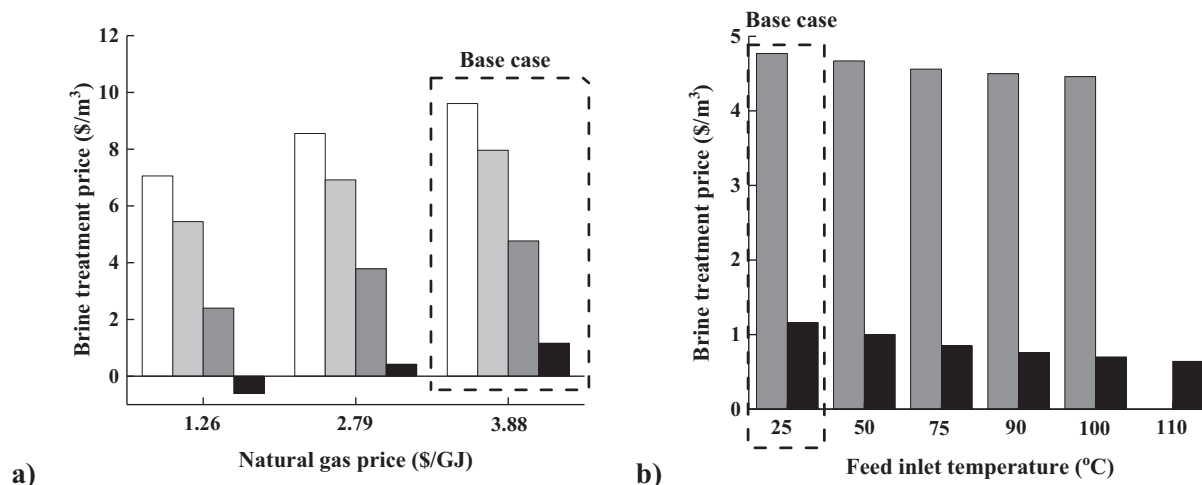 Base case
12
10
8
6
4
2
0
Brine treatment price ($/m³)
1.26 2.79 3.88
Natural gas price ($/GJ)
a)
Base case
5
4
3
2
1
0
Brine treatment price ($/m³)
25 50 75 90 100 110
Feed inlet temperature (ºC)
b)